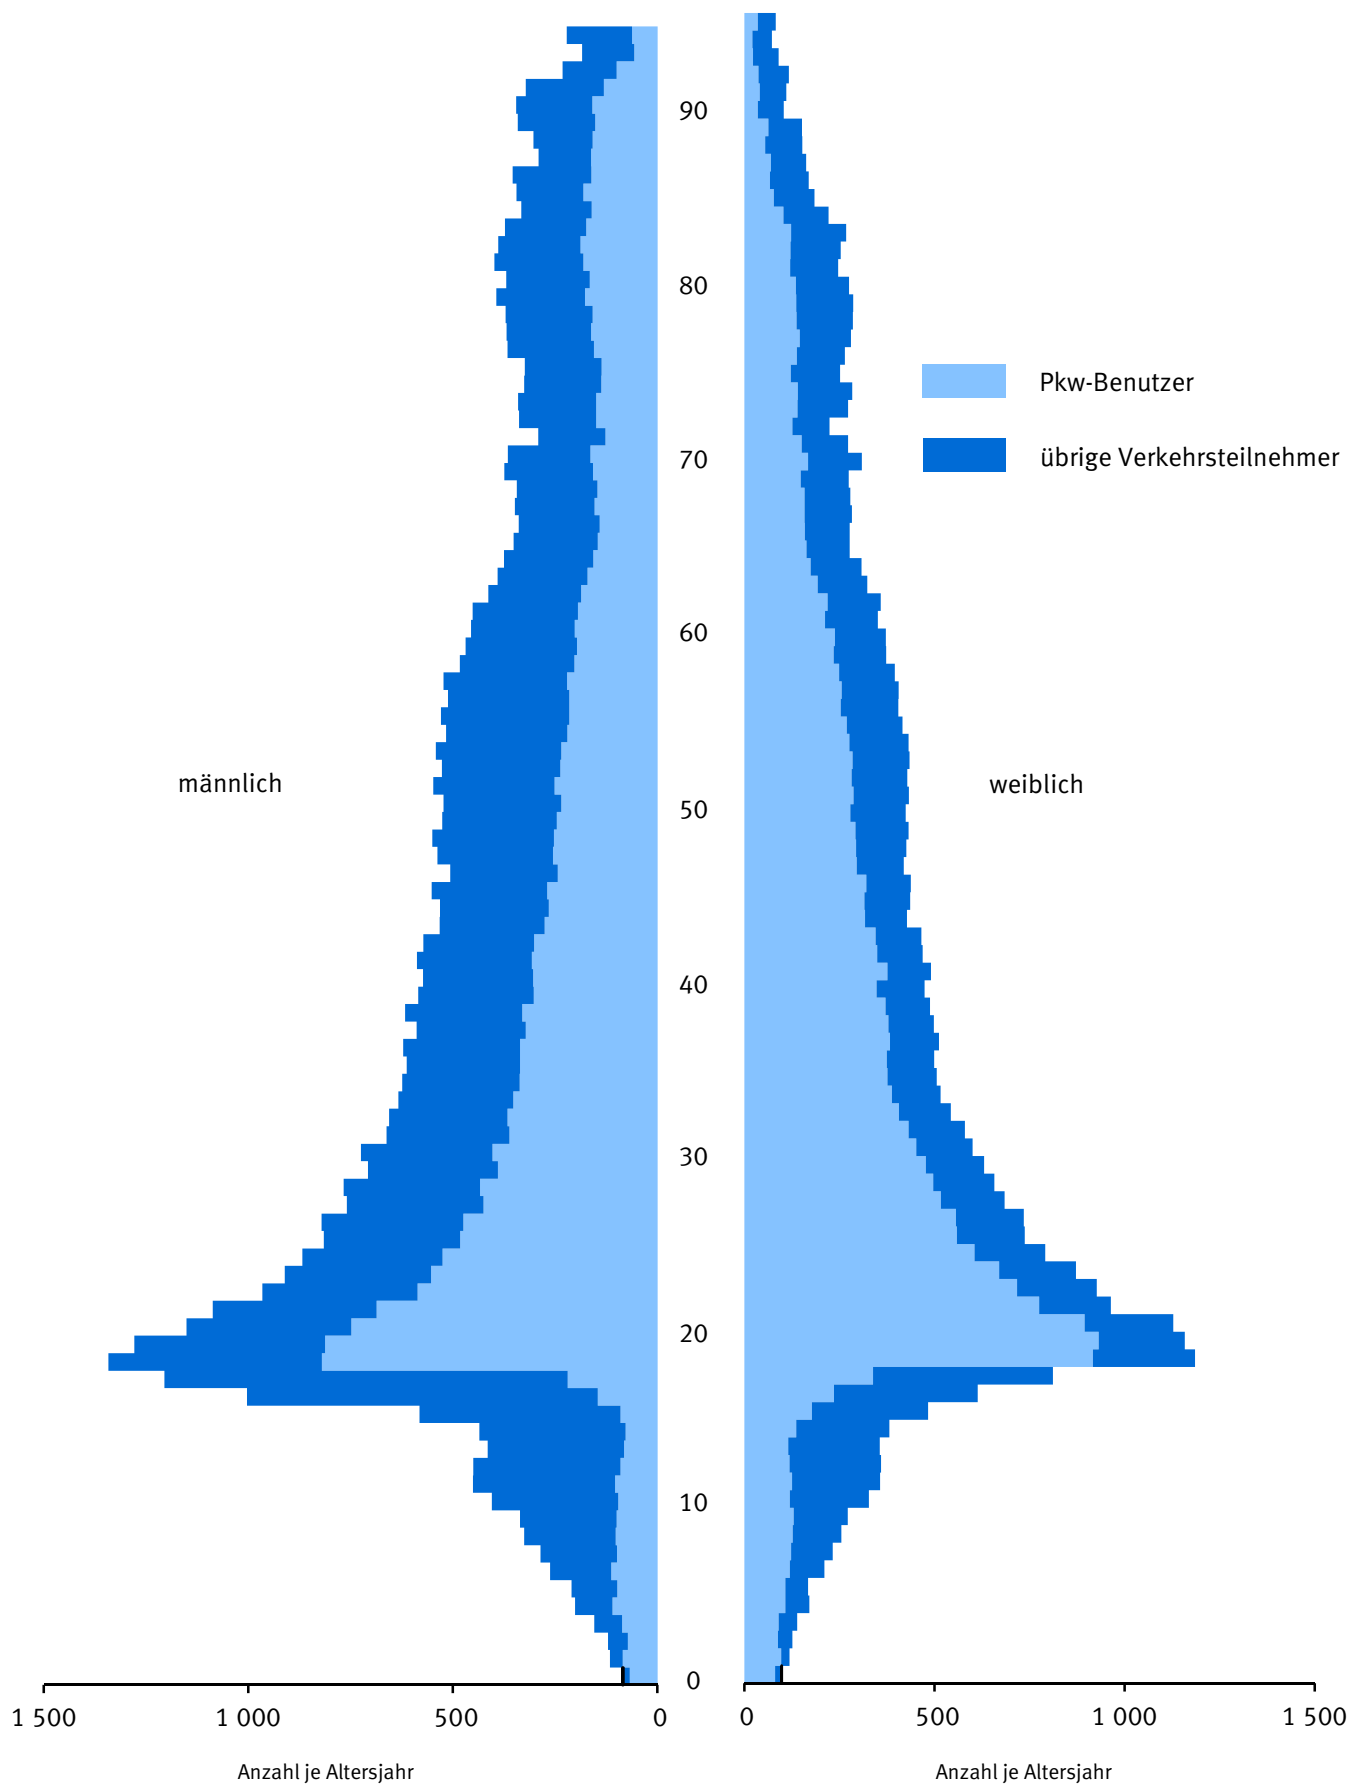 90
80
Pkw-Benutzer
70
übrige Verkehrsteilnehmer
60
männlich
50
weiblich
40
30
20
10
0
1 500 1 000 500 0 0 500 1 000 1 500
Anzahl je Altersjahr Anzahl je Altersjahr